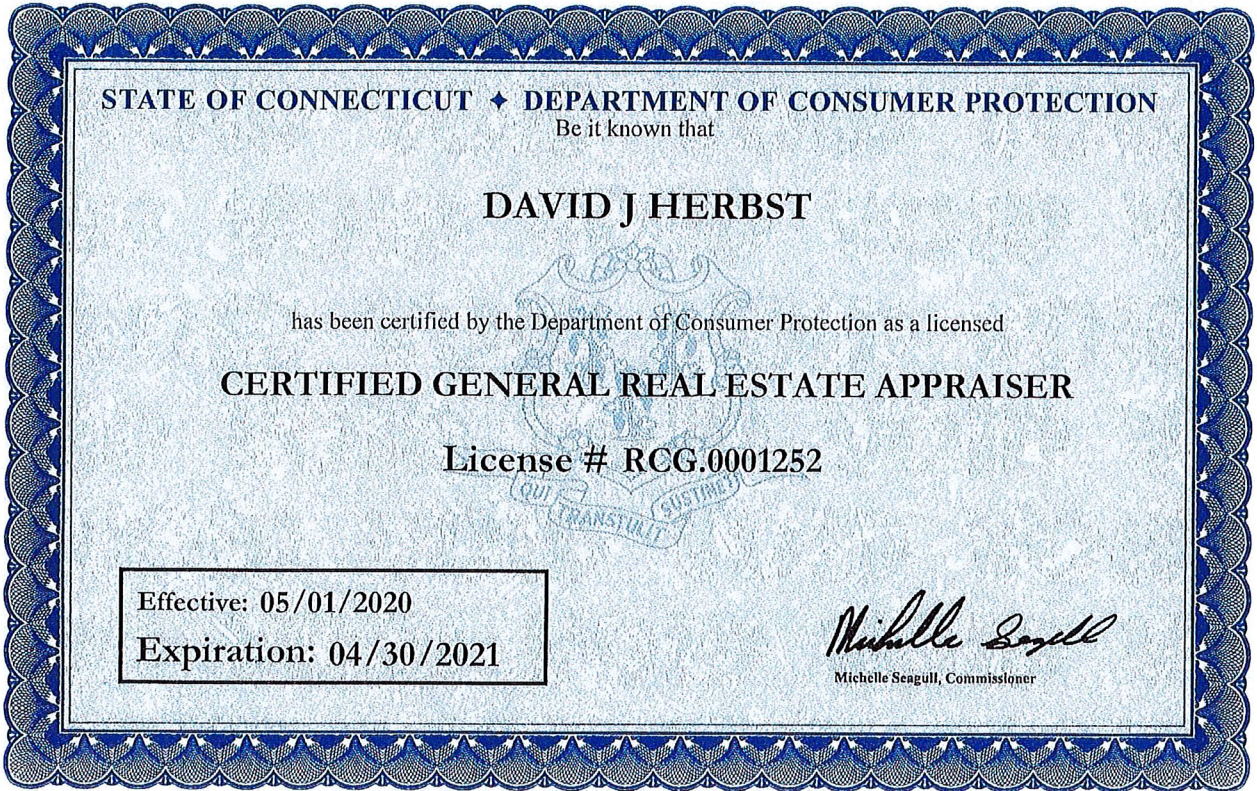 STATE OF CONNECTICUT ✦ DEPARTMENT OF CONSUMER PROTECTION
Be it known that
DAVID J HERBST
has been certified by the Department of Consumer Protection as a licensed
CERTIFIED GENERAL REAL ESTATE APPRAISER
License # RCG.0001252
QUI TRANSTULIT SUSTINET
Effective: 05/01/2020
Expiration: 04/30/2021
Michelle Seagull
Michelle Seagull, Commissioner